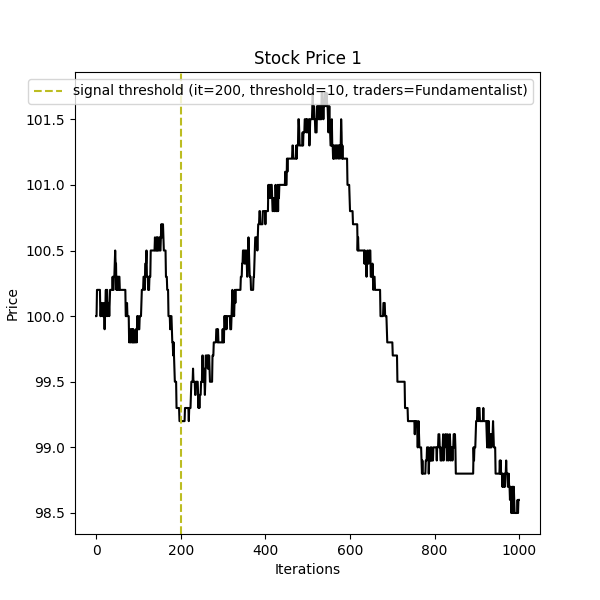 Stock Price 1
signal threshold (it=200, threshold=10, traders=Fundamentalist)
101.5
101.0
100.5
100.0
99.5
99.0
98.5
Price
0 200 400 600 800 1000
Iterations